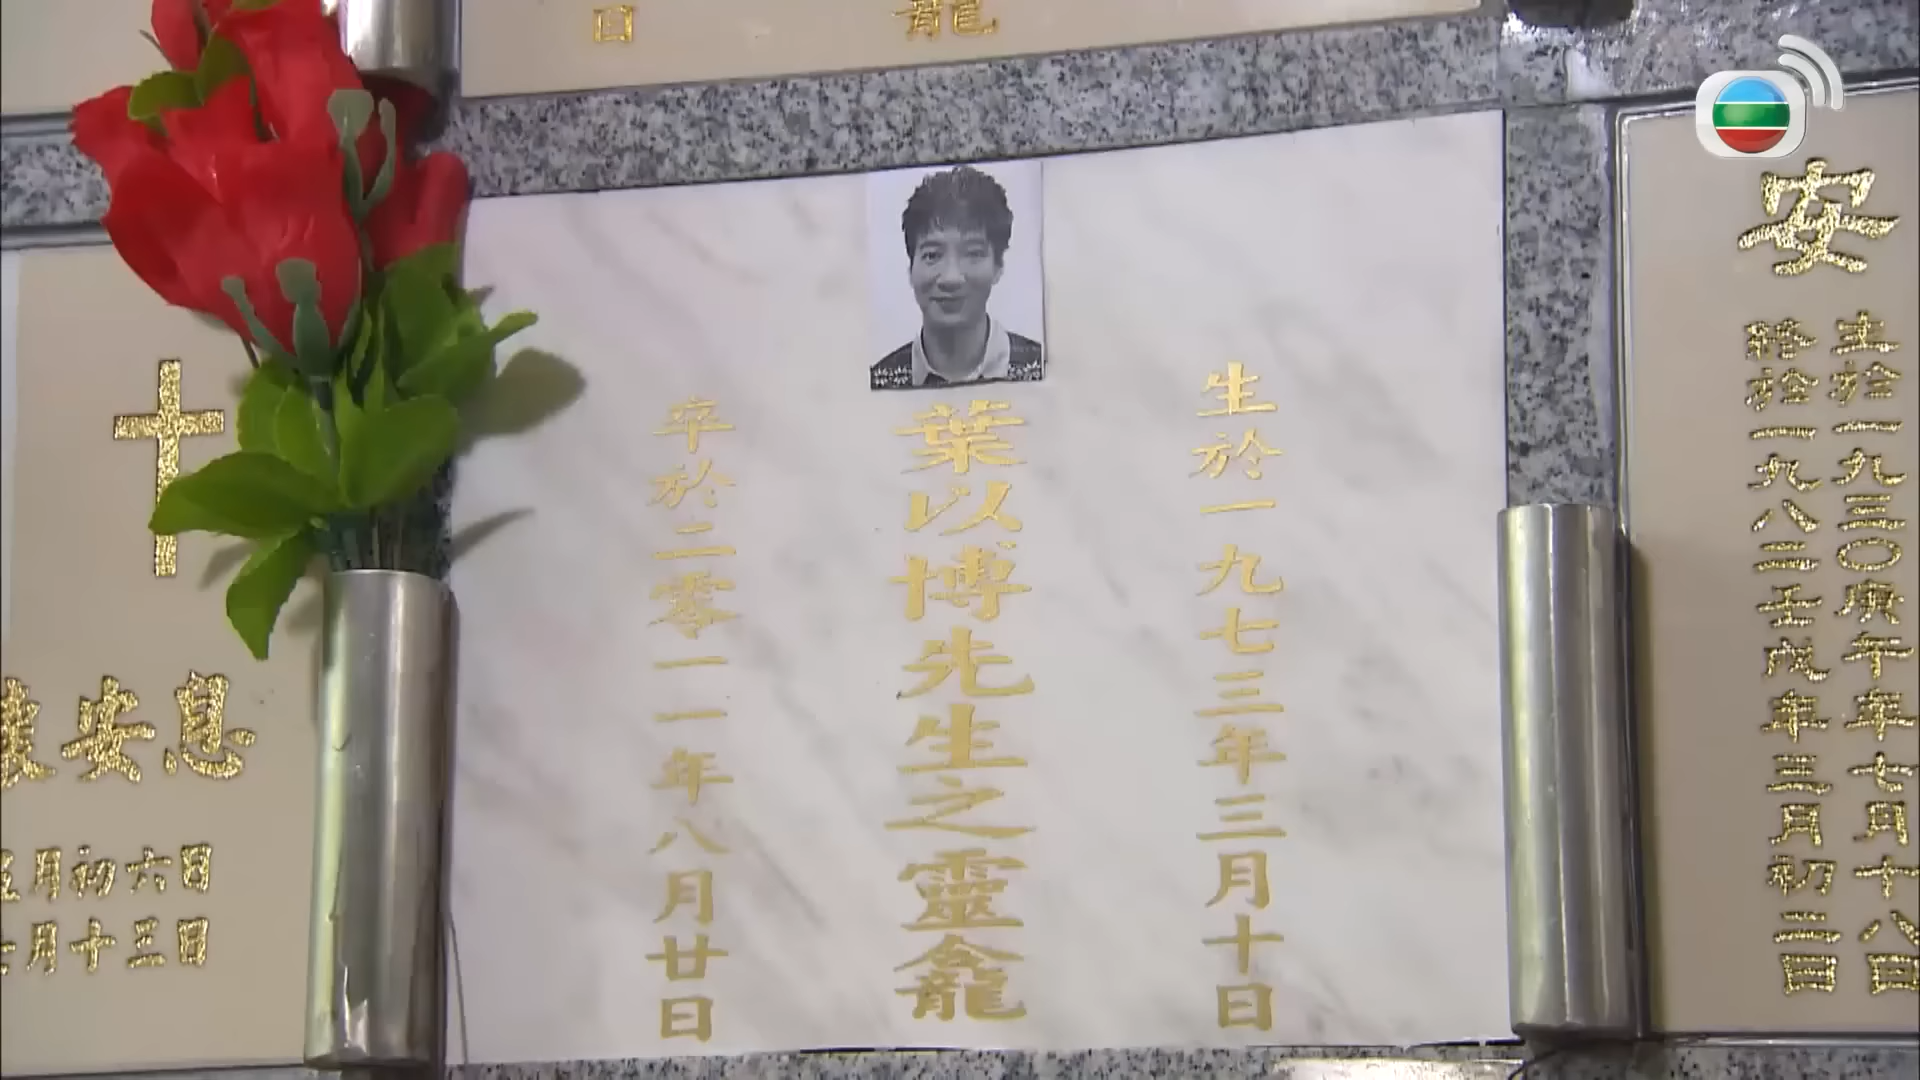 日
龕
安
生於一九三〇庚午年七月十八日
終於一九八二壬戌年三月初二日
生於一九七三年三月十日
葉以博先生之靈龕
卒於二零一一年八月廿日
安息
月初六日
月十三日